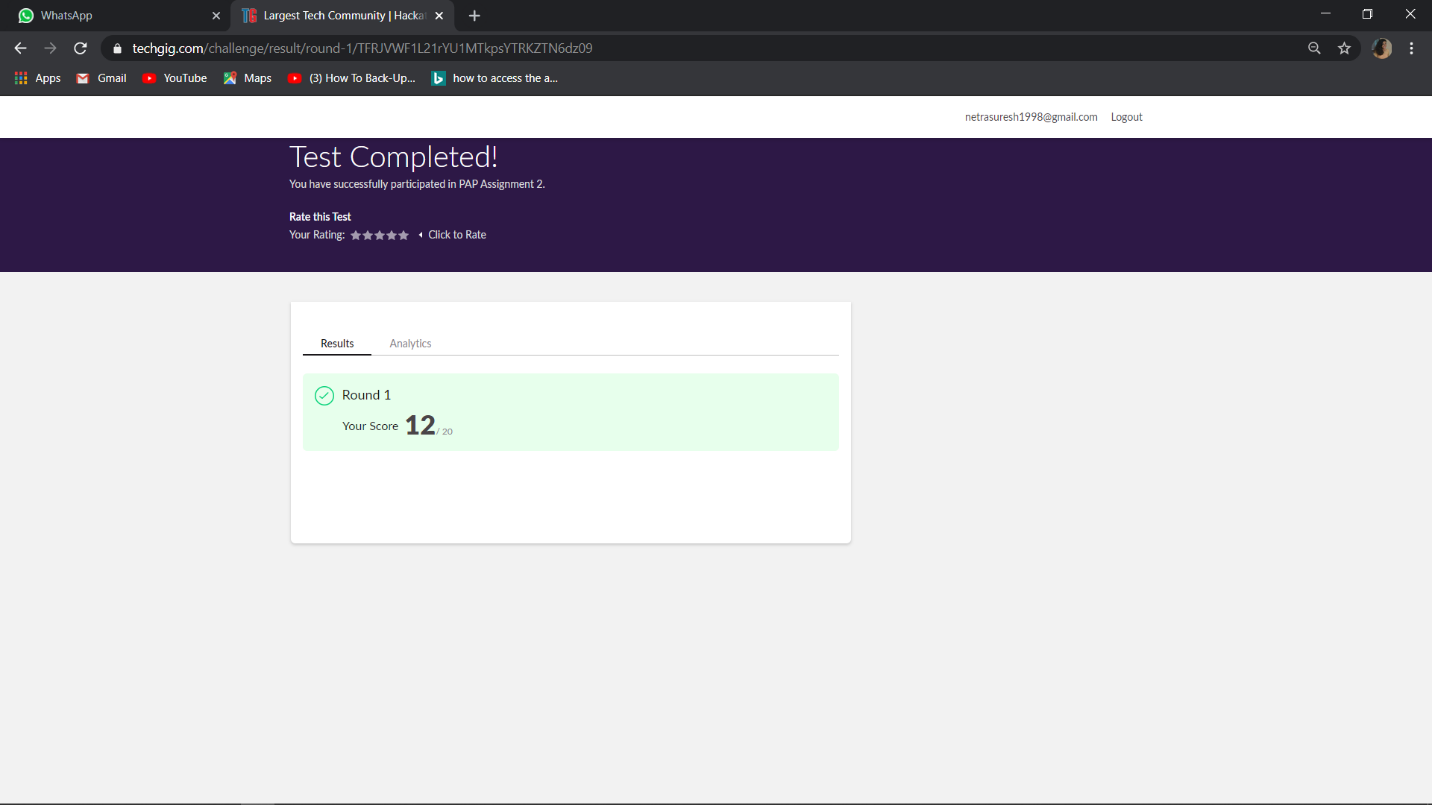 WhatsApp
Largest Tech Community | Hacka
techgig.com/challenge/result/round-1/TFRJVWF1L21rYU1MTkpsYTRKZTN6dz09
Apps Gmail YouTube Maps (3) How To Back-Up... how to access the a...
netrasuresh1998@gmail.com Logout
Test Completed!
You have successfully participated in PAP Assignment 2.
Rate this Test
Your Rating: Click to Rate
Results Analytics
Round 1
Your Score 12 / 20